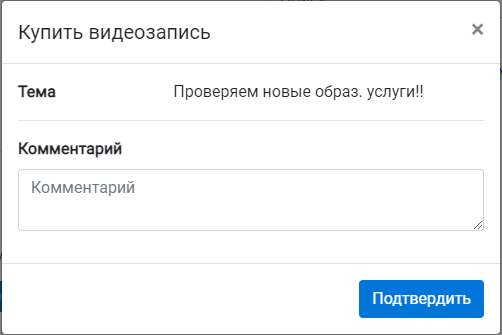 Купить видеозапись ×
Тема Проверяем новые образ. услуги!!
Комментарий
Комментарий
Подтвердить